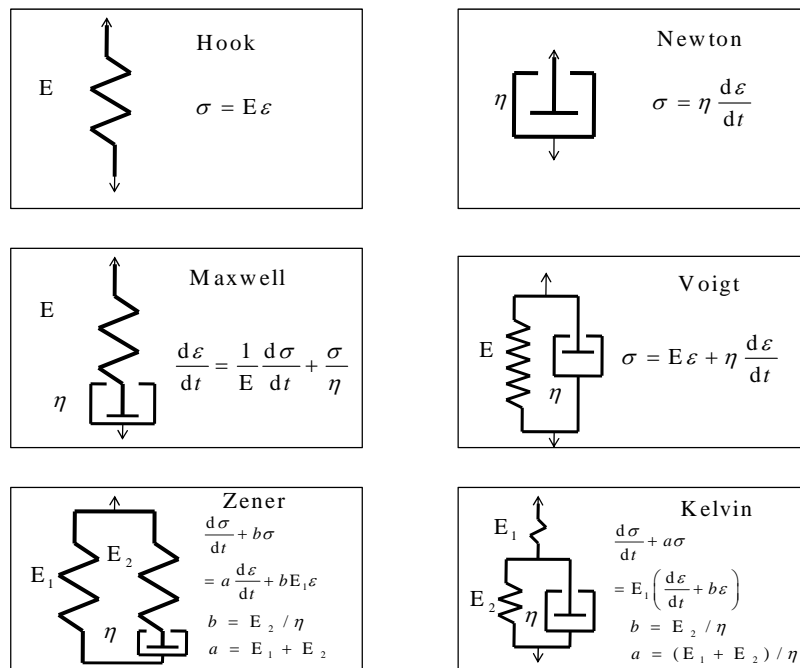 Hook
E
σ = Eε
Newton
η
σ = η dε/dt
Maxwell
E
dε/dt = 1/E dσ/dt + σ/η
η
Voigt
E
σ = Eε + η dε/dt
η
Zener
dσ/dt + bσ
E₁ E₂
= a dε/dt + bE₁ε
η
b = E₂ / η
a = E₁ + E₂
Kelvin
E₁
dσ/dt + aσ
= E₁(dε/dt + bε)
E₂ η
b = E₂ / η
a = (E₁ + E₂) / η